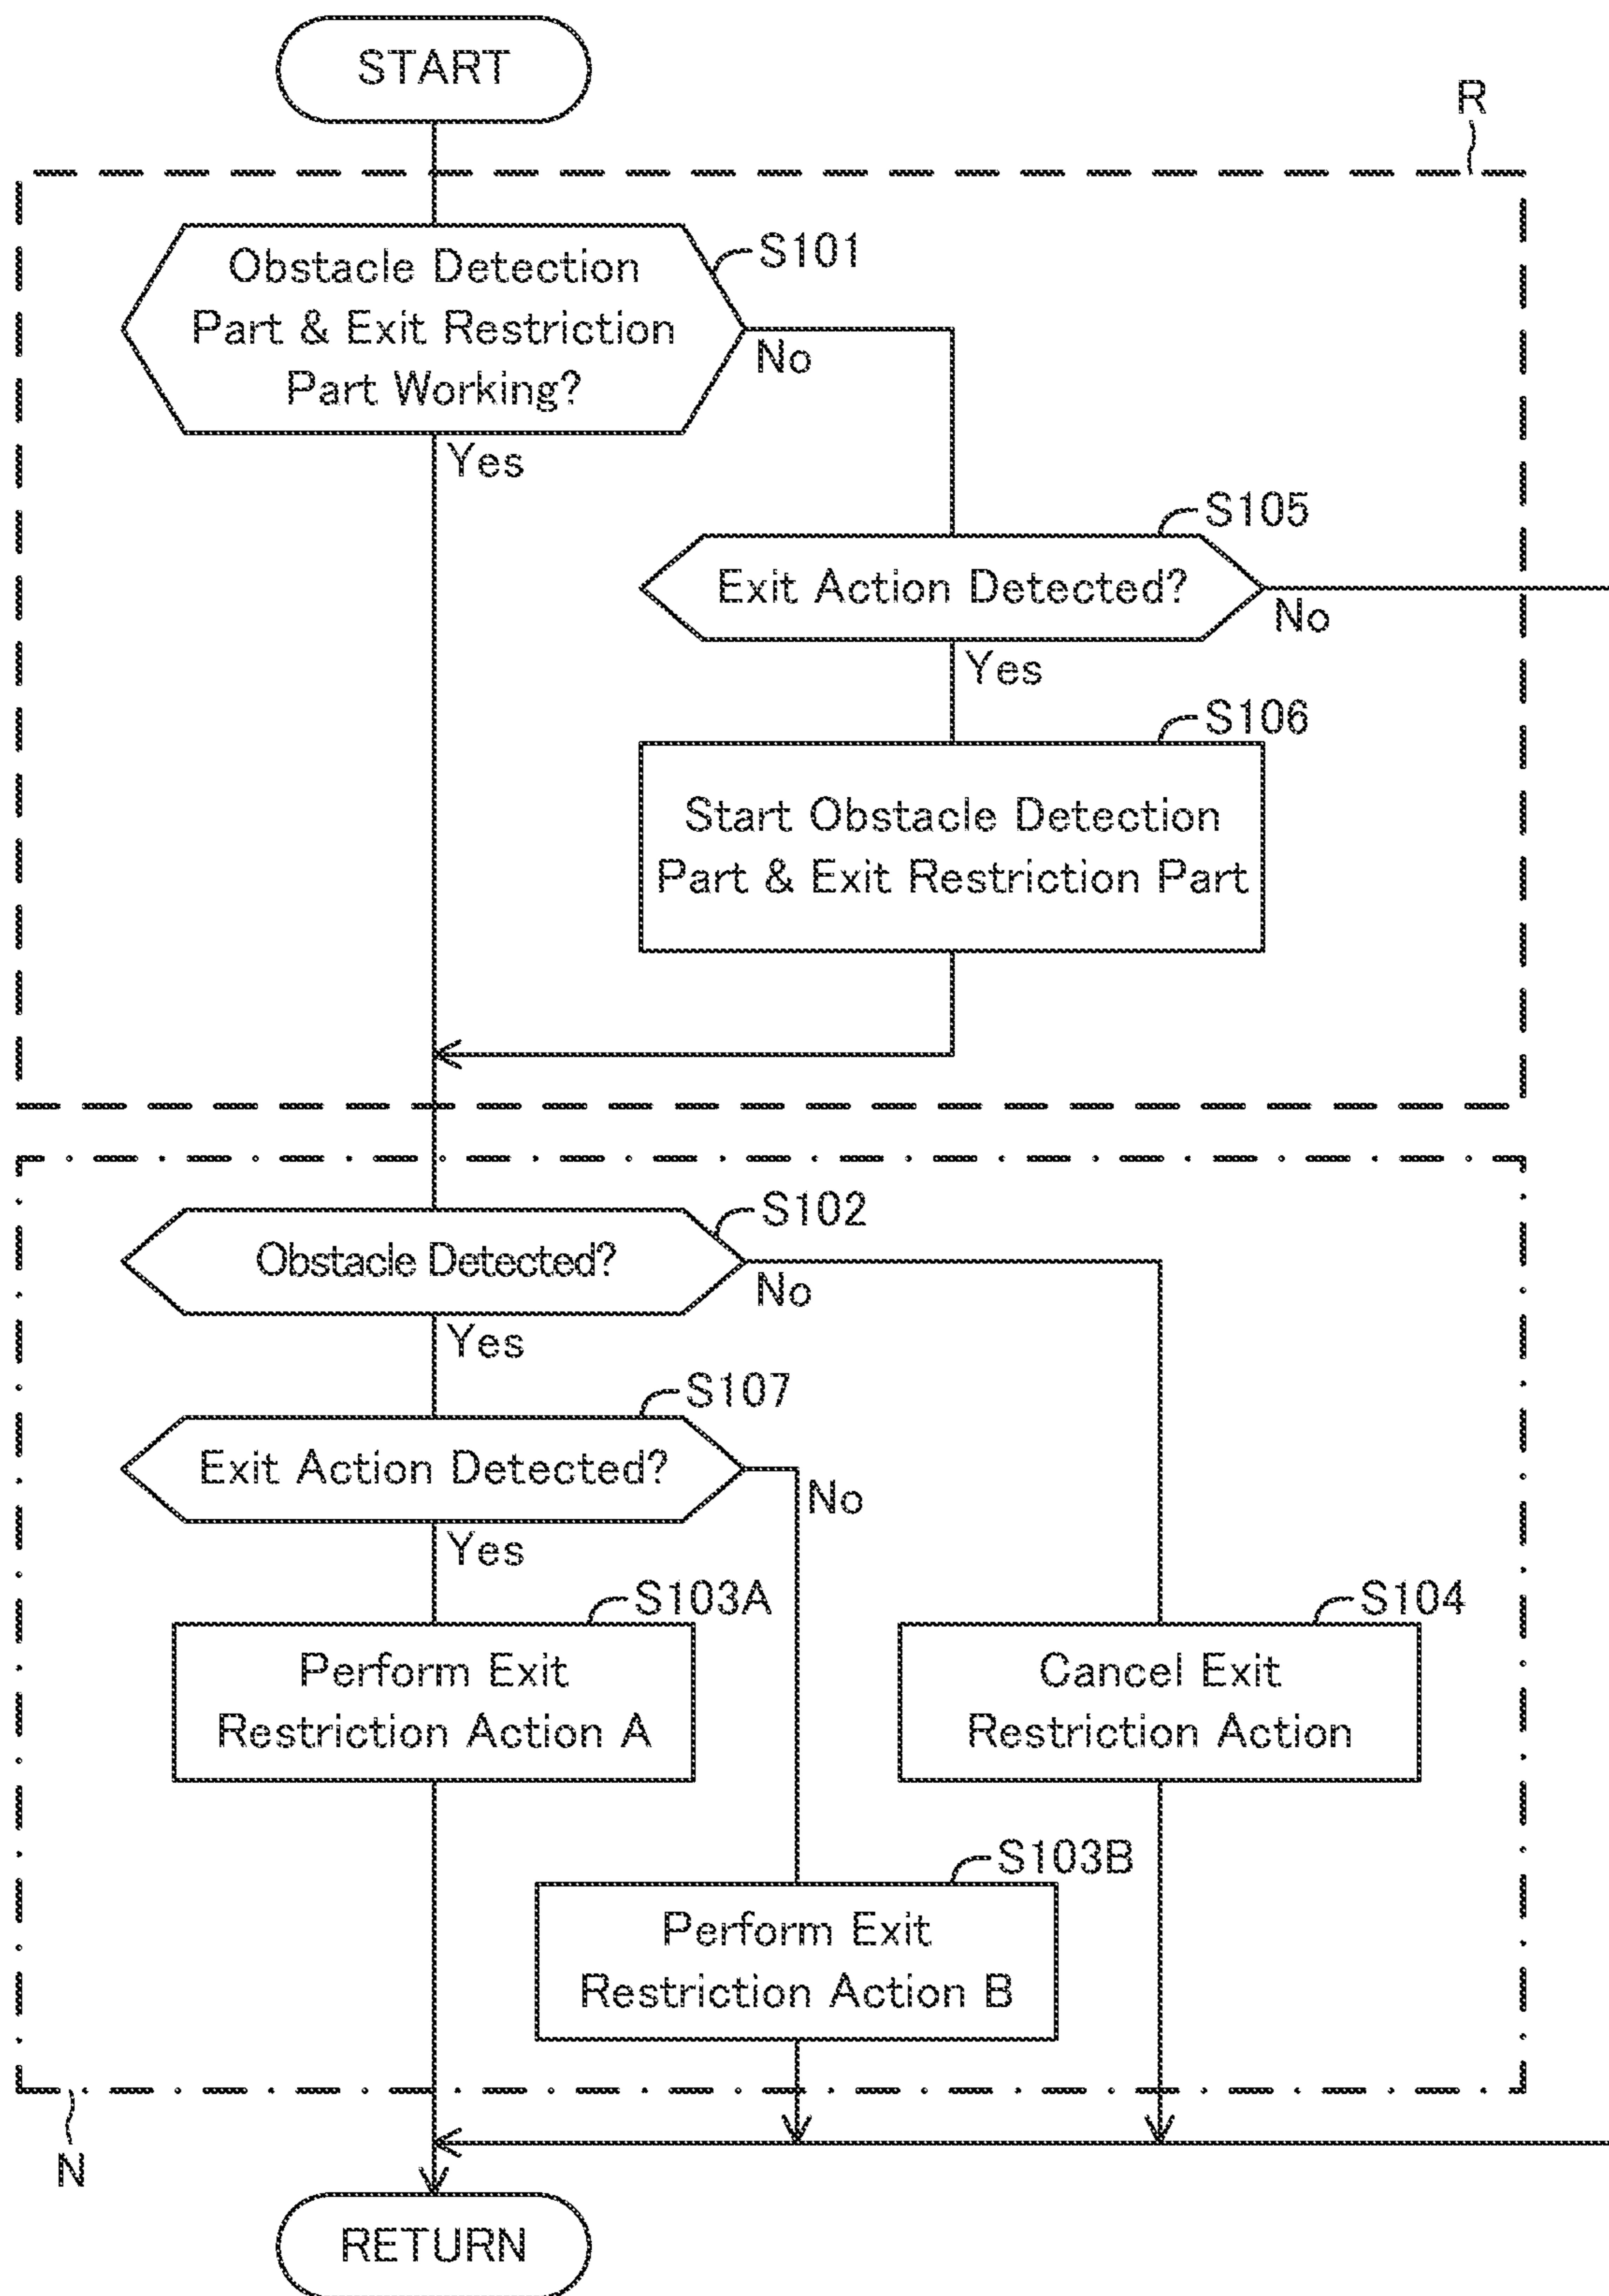 START
R
S101
Obstacle Detection
Part & Exit Restriction
Part Working?
No
Yes
S105
Exit Action Detected?
No
Yes
S106
Start Obstacle Detection
Part & Exit Restriction Part
S102
Obstacle Detected?
No
Yes
S107
Exit Action Detected?
No
Yes
S103A
Perform Exit
Restriction Action A
S104
Cancel Exit
Restriction Action
S103B
Perform Exit
Restriction Action B
N
RETURN